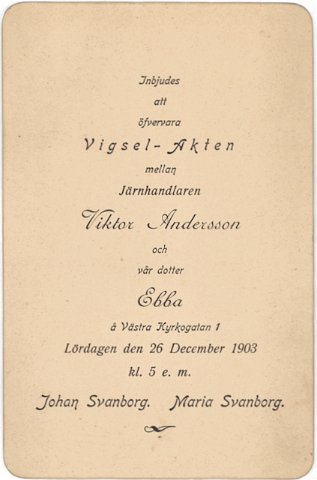 Inbjudes
att
öfvervara
Vigsel-Akten
mellan
Järnhandlaren
Viktor Andersson
och
vår dotter
Ebba
å Västra Kyrkogatan 1
Lördagen den 26 December 1903
kl. 5 e. m.
Johan Svanborg. Maria Svanborg.